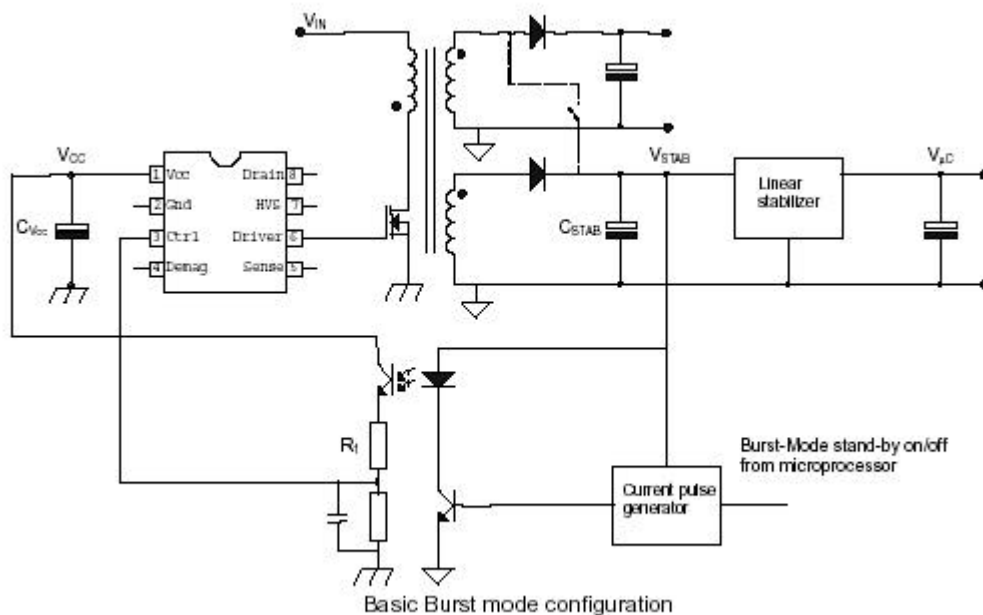 VIN
VCC
VSTAB
VµC
1 Vcc Drain 8
2 Gnd HVS 7
3 Ctrl Driver 6
4 Demag Sense 5
CVcc
CSTAB
Linear
stabilizer
Rf
Burst-Mode stand-by on/off
from microprocessor
Current pulse
generator
Basic Burst mode configuration